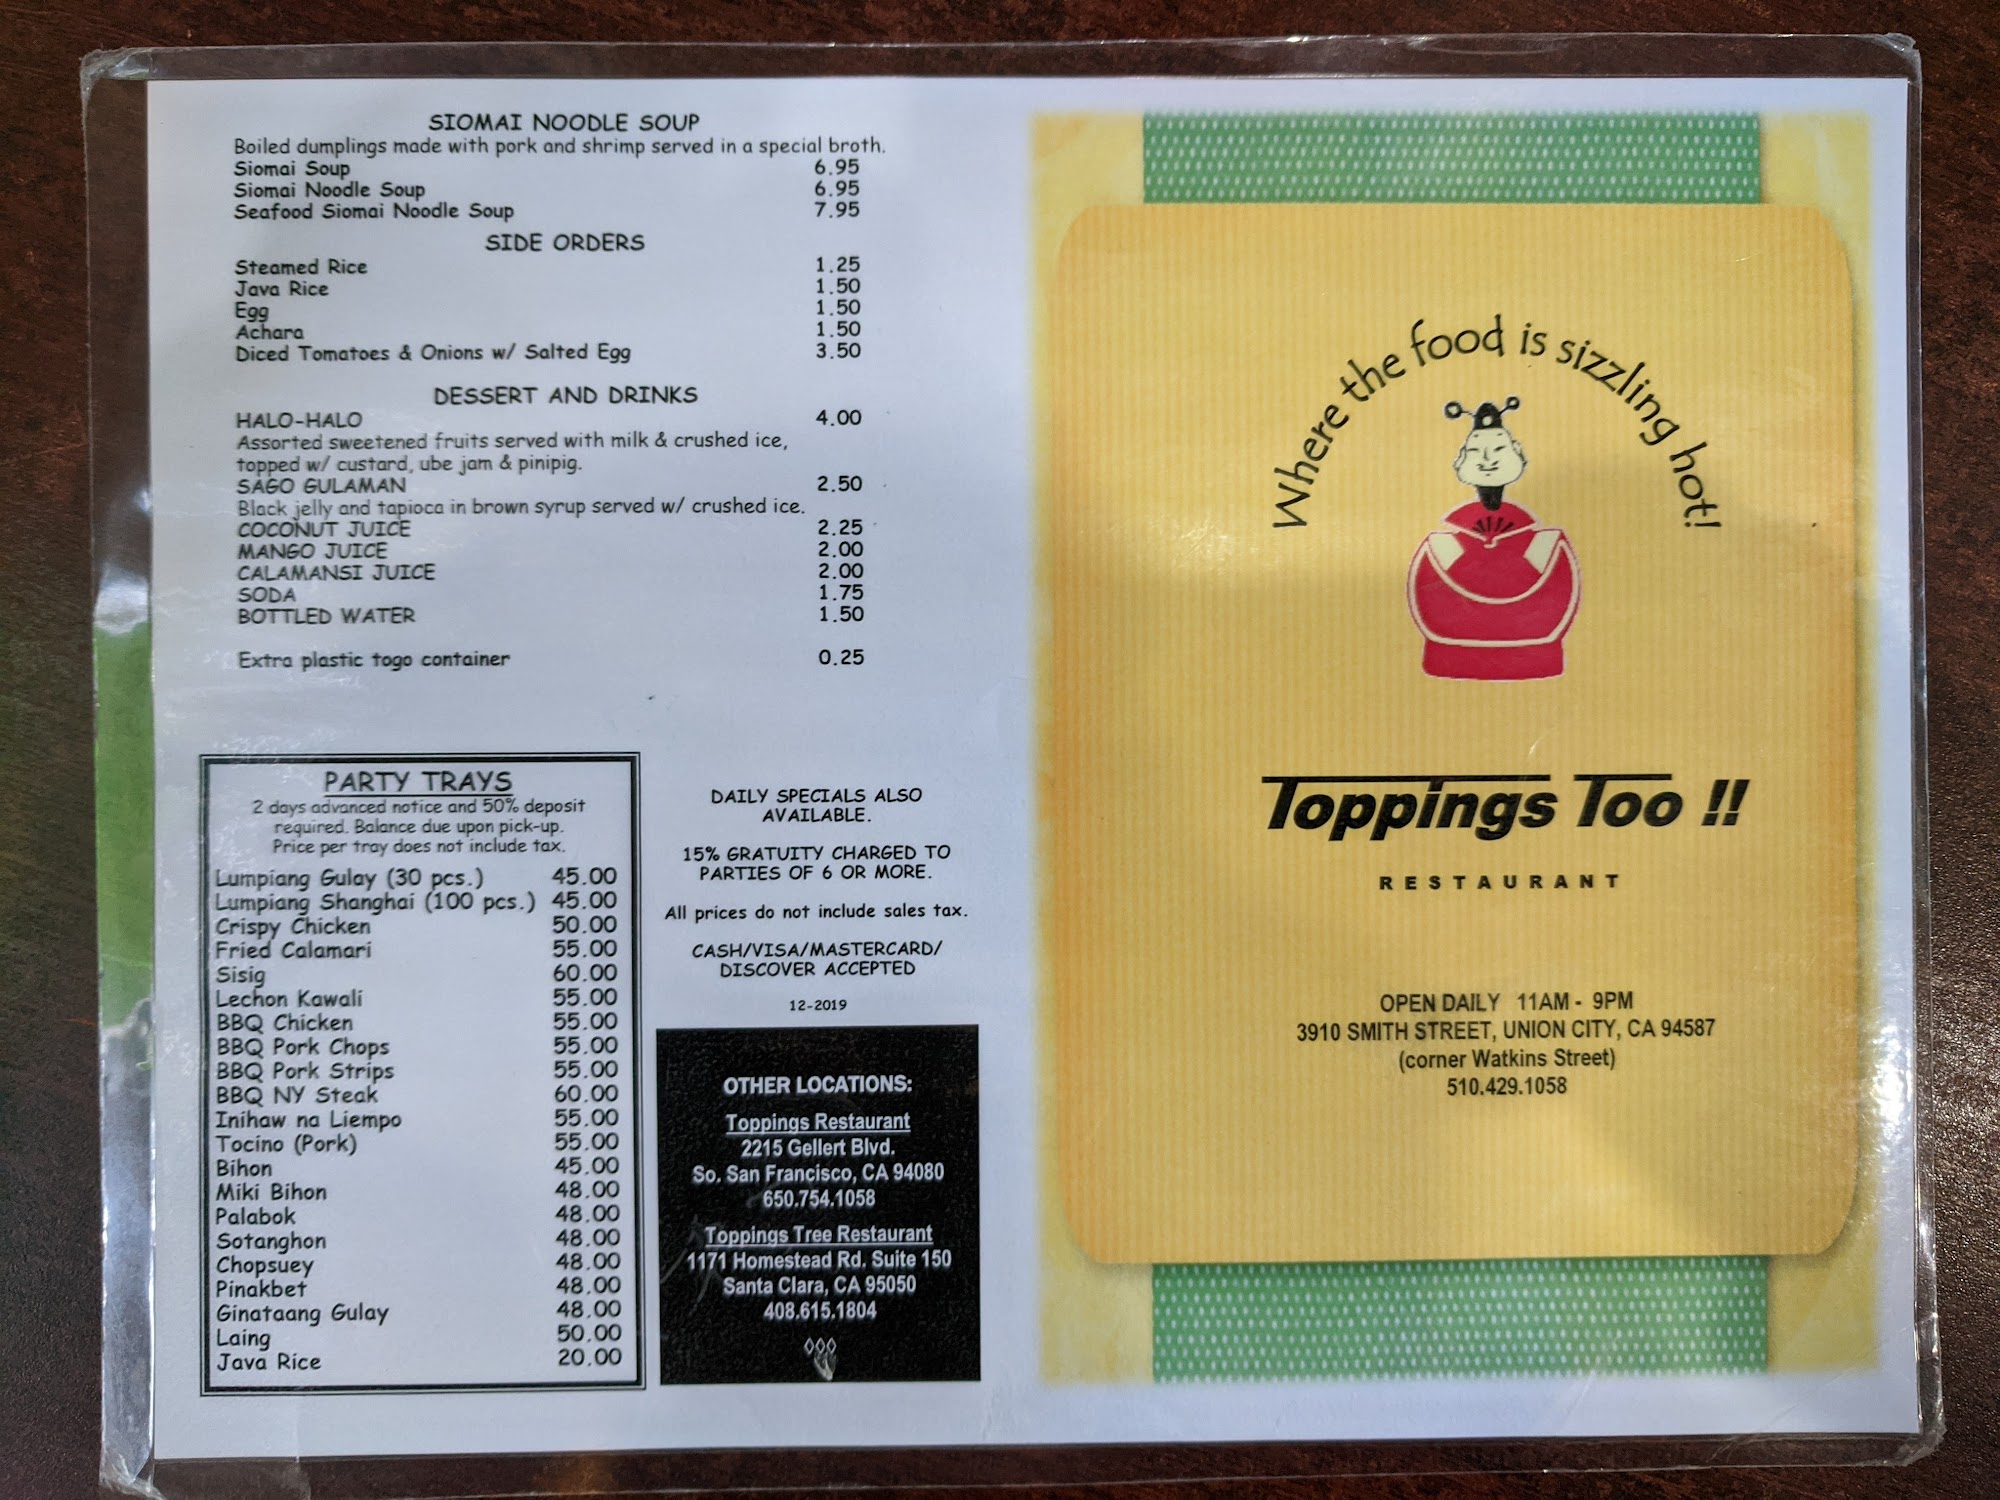 SIOMAI NOODLE SOUP
Boiled dumplings made with pork and shrimp served in a special broth.
Siomai Soup 6.95
Siomai Noodle Soup 6.95
Seafood Siomai Noodle Soup 7.95
SIDE ORDERS
Steamed Rice 1.25
Java Rice 1.50
Egg 1.50
Achara 1.50
Diced Tomatoes & Onions w/ Salted Egg 3.50
DESSERT AND DRINKS
HALO-HALO 4.00
Assorted sweetened fruits served with milk & crushed ice,
topped w/ custard, ube jam & pinipig.
SAGO GULAMAN 2.50
Black jelly and tapioca in brown syrup served w/ crushed ice.
COCONUT JUICE 2.25
MANGO JUICE 2.00
CALAMANSI JUICE 2.00
SODA 1.75
BOTTLED WATER 1.50
Extra plastic togo container 0.25
PARTY TRAYS
2 days advanced notice and 50% deposit
required. Balance due upon pick-up.
Price per tray does not include tax.
Lumpiang Gulay (30 pcs.) 45.00
Lumpiang Shanghai (100 pcs.) 45.00
Crispy Chicken 50.00
Fried Calamari 55.00
Sisig 60.00
Lechon Kawali 55.00
BBQ Chicken 55.00
BBQ Pork Chops 55.00
BBQ Pork Strips 55.00
BBQ NY Steak 60.00
Inihaw na Liempo 55.00
Tocino (Pork) 55.00
Bihon 45.00
Miki Bihon 48.00
Palabok 48.00
Sotanghon 48.00
Chopsuey 48.00
Pinakbet 48.00
Ginataang Gulay 48.00
Laing 50.00
Java Rice 20.00
DAILY SPECIALS ALSO
AVAILABLE.
15% GRATUITY CHARGED TO
PARTIES OF 6 OR MORE.
All prices do not include sales tax.
CASH/VISA/MASTERCARD/
DISCOVER ACCEPTED
12-2019
OTHER LOCATIONS:
Toppings Restaurant
2215 Gellert Blvd.
So. San Francisco, CA 94080
650.754.1058
Toppings Tree Restaurant
1171 Homestead Rd. Suite 150
Santa Clara, CA 95050
408.615.1804
Where the food is sizzling hot!
Toppings Too !!
RESTAURANT
OPEN DAILY 11AM - 9PM
3910 SMITH STREET, UNION CITY, CA 94587
(corner Watkins Street)
510.429.1058